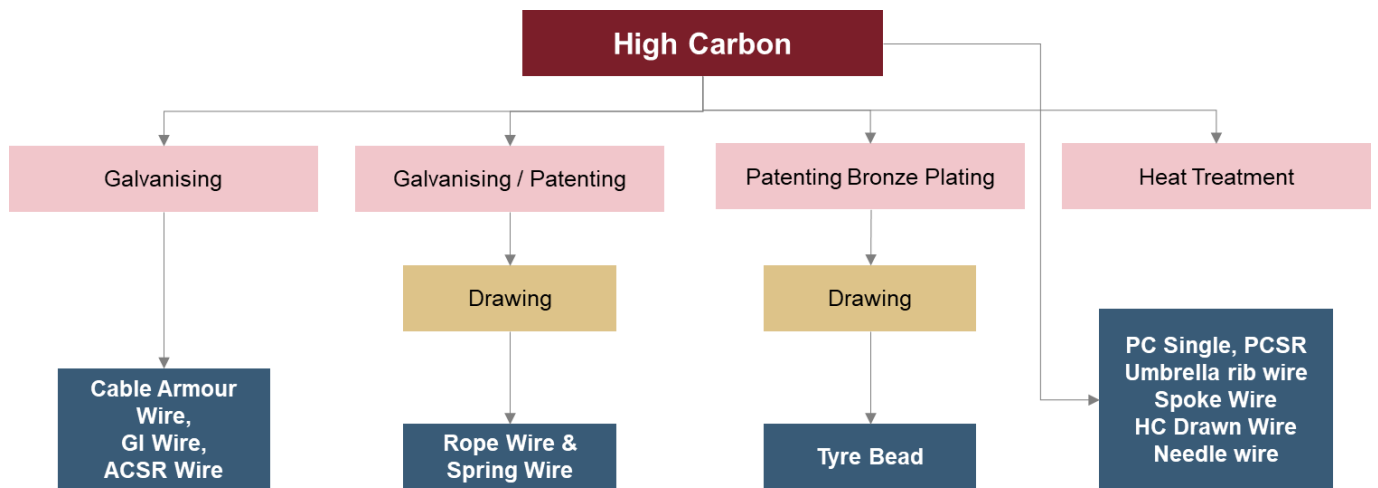 High Carbon
Galvanising
Galvanising / Patenting
Patenting Bronze Plating
Heat Treatment
Drawing
Drawing
Cable Armour
Wire,
GI Wire,
ACSR Wire
Rope Wire &
Spring Wire
Tyre Bead
PC Single, PCSR
Umbrella rib wire
Spoke Wire
HC Drawn Wire
Needle wire